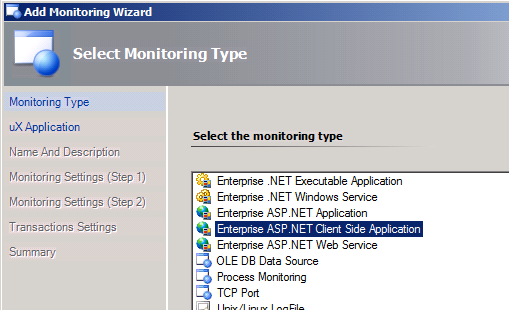 Add Monitoring Wizard
Select Monitoring Type
Monitoring Type
uX Application
Name And Description
Monitoring Settings (Step 1)
Monitoring Settings (Step 2)
Transactions Settings
Summary
Select the monitoring type
Enterprise .NET Executable Application
Enterprise .NET Windows Service
Enterprise ASP.NET Application
Enterprise ASP.NET Client Side Application
Enterprise ASP.NET Web Service
OLE DB Data Source
Process Monitoring
TCP Port
Unix/Linux LogFile